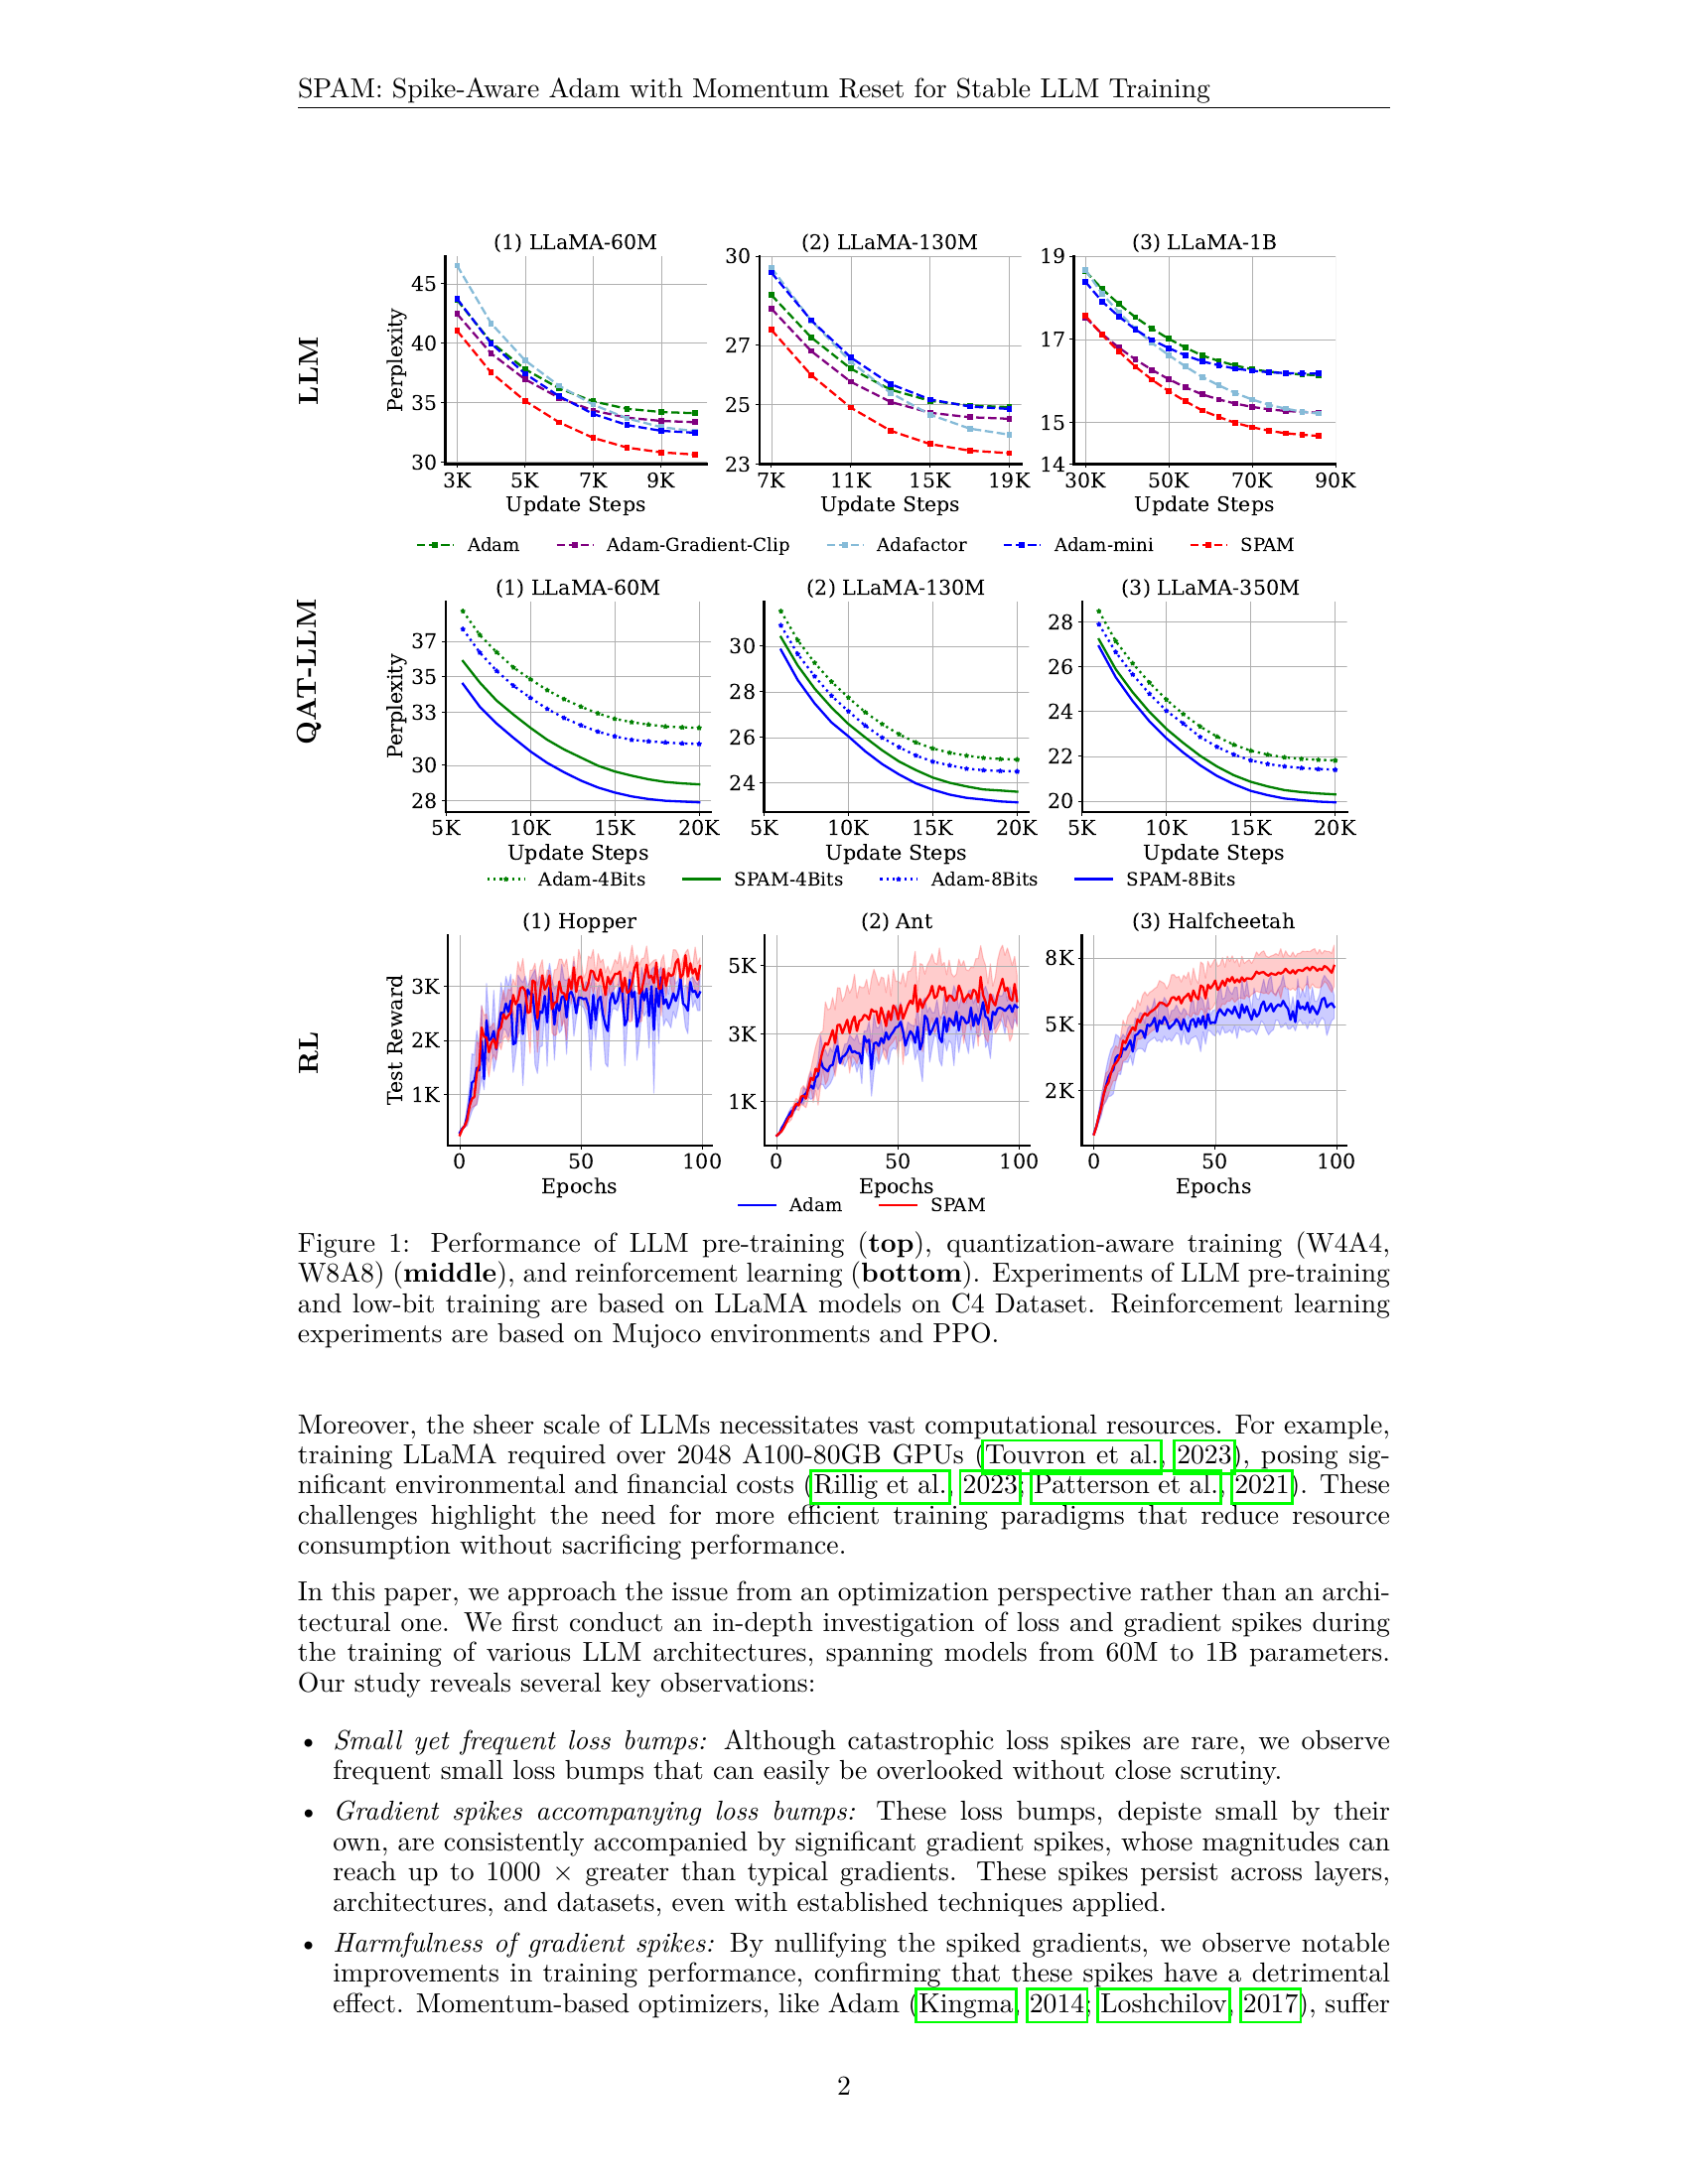 SPAM: Spike-Aware Adam with Momentum Reset for Stable LLM Training
LLM
(1) LLaMA-60M
(2) LLaMA-130M
(3) LLaMA-1B
Perplexity
45
40
35
30
3K 5K 7K 9K
Update Steps
30
27
25
23
7K 11K 15K 19K
Update Steps
19
17
15
14
30K 50K 70K 90K
Update Steps
Adam Adam-Gradient-Clip Adafactor Adam-mini SPAM
QAT-LLM
(1) LLaMA-60M
(2) LLaMA-130M
(3) LLaMA-350M
Perplexity
37
35
33
30
28
5K 10K 15K 20K
Update Steps
30
28
26
24
5K 10K 15K 20K
Update Steps
28
26
24
22
20
5K 10K 15K 20K
Update Steps
Adam-4Bits SPAM-4Bits Adam-8Bits SPAM-8Bits
RL
(1) Hopper
(2) Ant
(3) Halfcheetah
Test Reward
3K
2K
1K
0 50 100
Epochs
5K
3K
1K
0 50 100
Epochs
8K
5K
2K
0 50 100
Epochs
Adam SPAM
Figure 1: Performance of LLM pre-training (top), quantization-aware training (W4A4,
W8A8) (middle), and reinforcement learning (bottom). Experiments of LLM pre-training
and low-bit training are based on LLaMA models on C4 Dataset. Reinforcement learning
experiments are based on Mujoco environments and PPO.
Moreover, the sheer scale of LLMs necessitates vast computational resources. For example,
training LLaMA required over 2048 A100-80GB GPUs (Touvron et al., 2023), posing sig-
nificant environmental and financial costs (Rillig et al., 2023; Patterson et al., 2021). These
challenges highlight the need for more efficient training paradigms that reduce resource
consumption without sacrificing performance.
In this paper, we approach the issue from an optimization perspective rather than an archi-
tectural one. We first conduct an in-depth investigation of loss and gradient spikes during
the training of various LLM architectures, spanning models from 60M to 1B parameters.
Our study reveals several key observations:
• Small yet frequent loss bumps: Although catastrophic loss spikes are rare, we observe
frequent small loss bumps that can easily be overlooked without close scrutiny.
• Gradient spikes accompanying loss bumps: These loss bumps, depiste small by their
own, are consistently accompanied by significant gradient spikes, whose magnitudes can
reach up to 1000 × greater than typical gradients. These spikes persist across layers,
architectures, and datasets, even with established techniques applied.
• Harmfulness of gradient spikes: By nullifying the spiked gradients, we observe notable
improvements in training performance, confirming that these spikes have a detrimental
effect. Momentum-based optimizers, like Adam (Kingma, 2014; Loshchilov, 2017), suffer
2